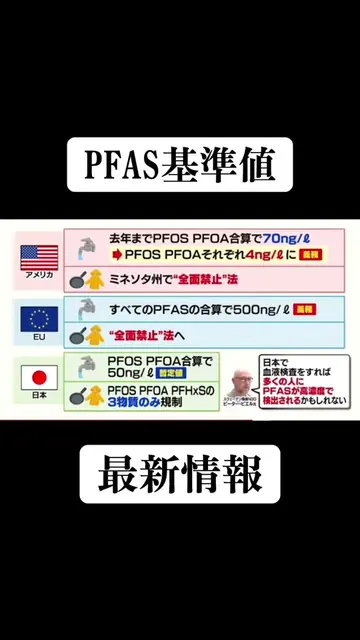 PFAS基準値
去年までPFOS PFOA合算で70ng/ℓ
➡PFOS PFOAそれぞれ4ng/ℓに 義務
アメリカ
ミネソタ州で“全面禁止”法
すべてのPFASの合算で500ng/ℓ 義務
EU
“全面禁止”法へ
PFOS PFOA合算で
50ng/ℓ 暫定値
日本
PFOS PFOA PFHxSの
3物質のみ規制
日本で
血液検査をすれば
多くの人に
PFASが高濃度で
検出されるかもしれない
最新情報